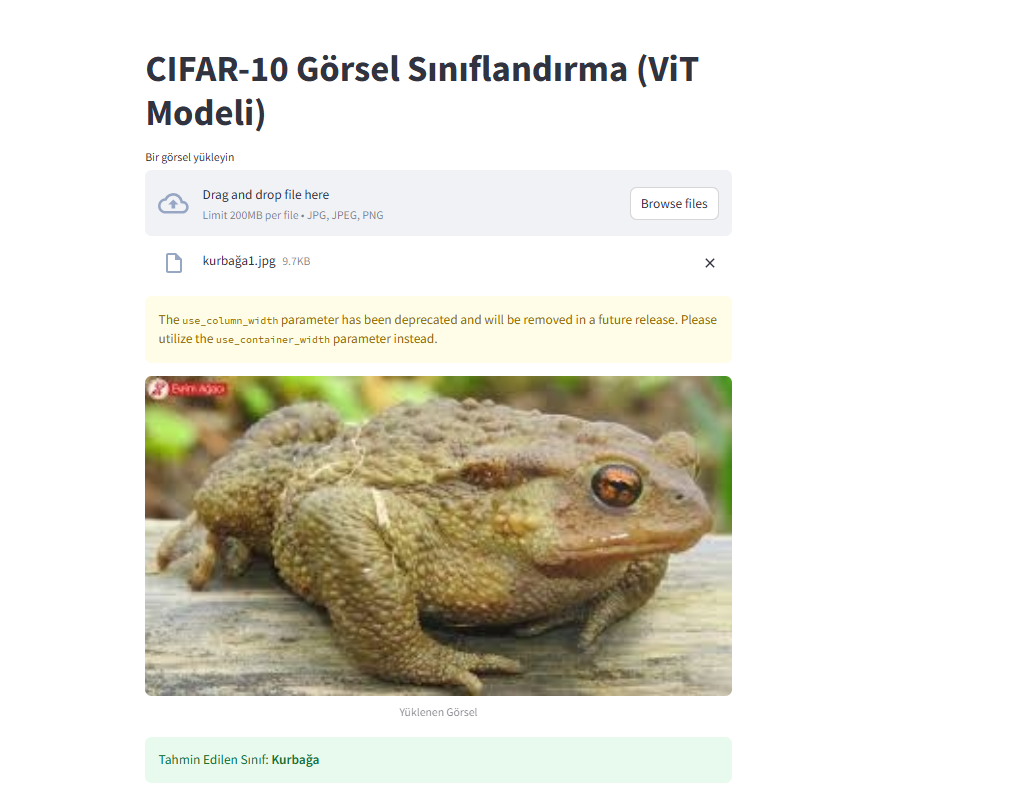 CIFAR-10 Görsel Sınıflandırma (ViT
Modeli)
Bir görsel yükleyin
Drag and drop file here
Limit 200MB per file • JPG, JPEG, PNG
Browse files
kurbağa1.jpg 9.7KB
The use_column_width parameter has been deprecated and will be removed in a future release. Please
utilize the use_container_width parameter instead.
Evrim Ağacı
Yüklenen Görsel
Tahmin Edilen Sınıf: Kurbağa